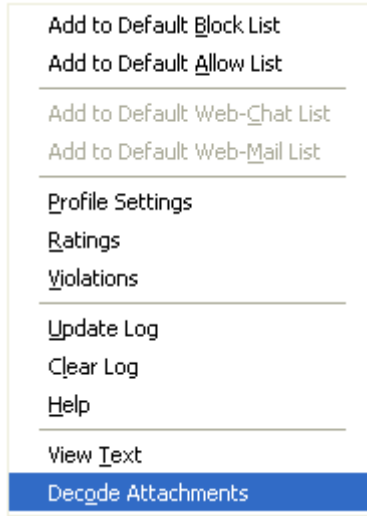 Add to Default Block List
Add to Default Allow List
Add to Default Web-Chat List
Add to Default Web-Mail List
Profile Settings
Ratings
Violations
Update Log
Clear Log
Help
View Text
Decode Attachments